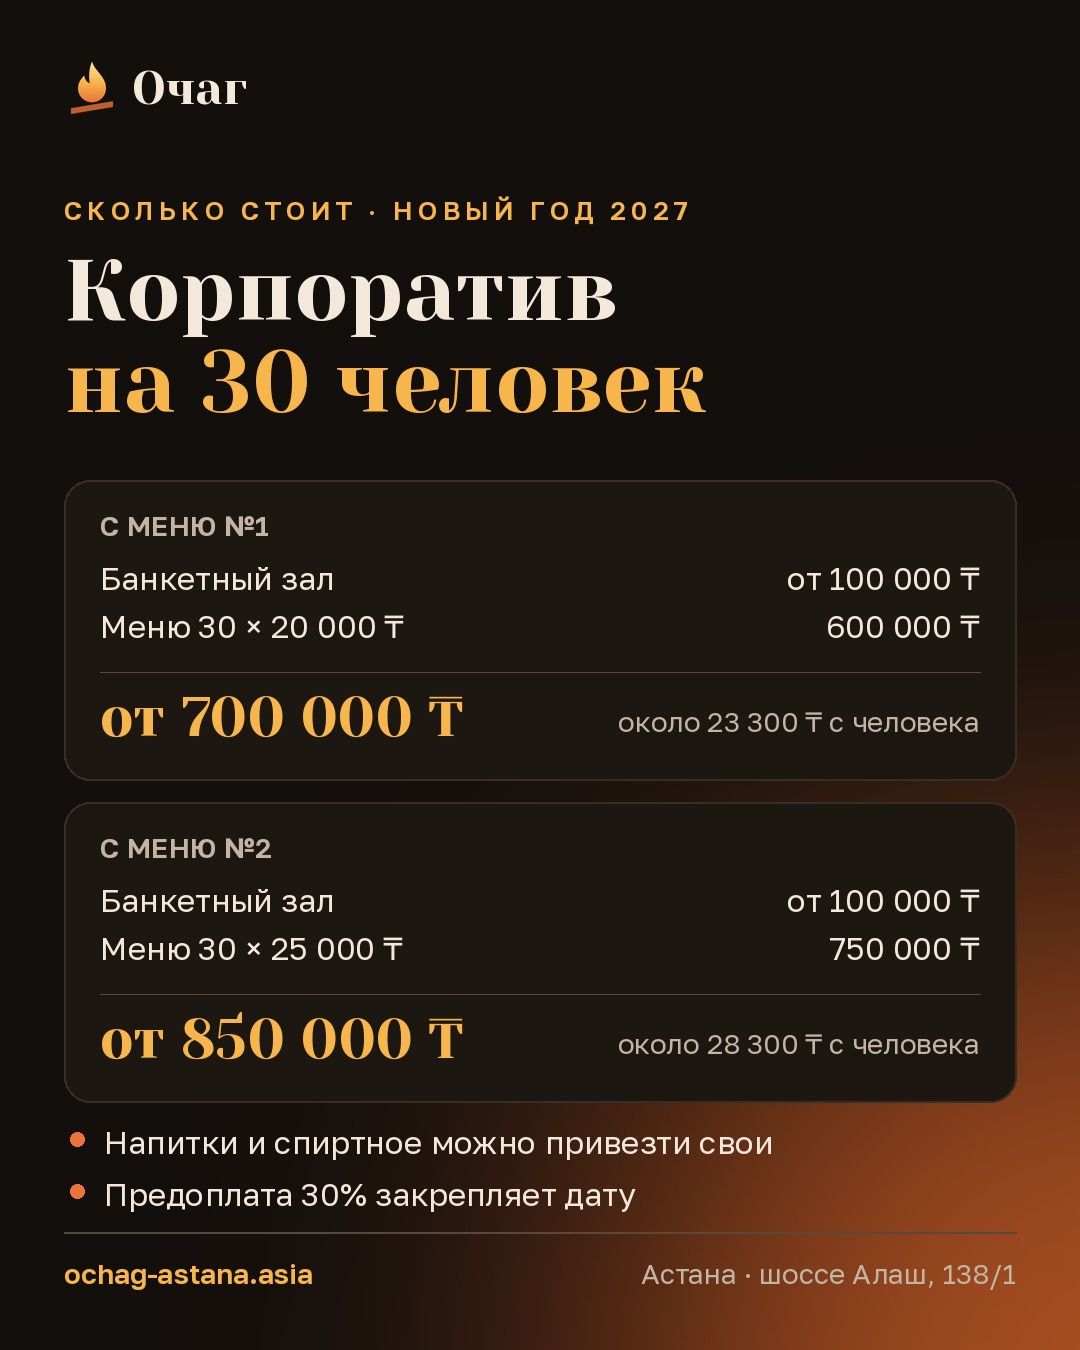 Очаг
СКОЛЬКО СТОИТ · НОВЫЙ ГОД 2027
Корпоратив
на 30 человек
С МЕНЮ №1
Банкетный зал от 100 000 ₸
Меню 30 × 20 000 ₸ 600 000 ₸
от 700 000 ₸ около 23 300 ₸ с человека
С МЕНЮ №2
Банкетный зал от 100 000 ₸
Меню 30 × 25 000 ₸ 750 000 ₸
от 850 000 ₸ около 28 300 ₸ с человека
Напитки и спиртное можно привезти свои
Предоплата 30% закрепляет дату
ochag-astana.asia Астана · шоссе Алаш, 138/1